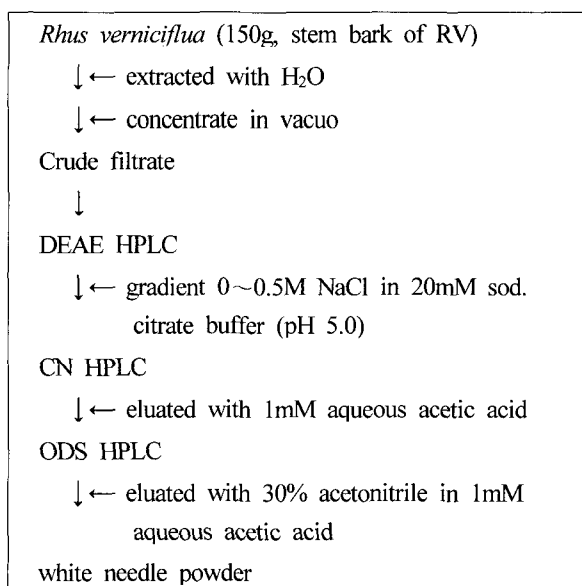 Rhus verniciflua (150g, stem bark of RV)
↓← extracted with H₂O
↓← concentrate in vacuo
Crude filtrate
↓
DEAE HPLC
↓← gradient 0~0.5M NaCl in 20mM sod.
citrate buffer (pH 5.0)
CN HPLC
↓← eluated with 1mM aqueous acetic acid
ODS HPLC
↓← eluated with 30% acetonitrile in 1mM
aqueous acetic acid
white needle powder